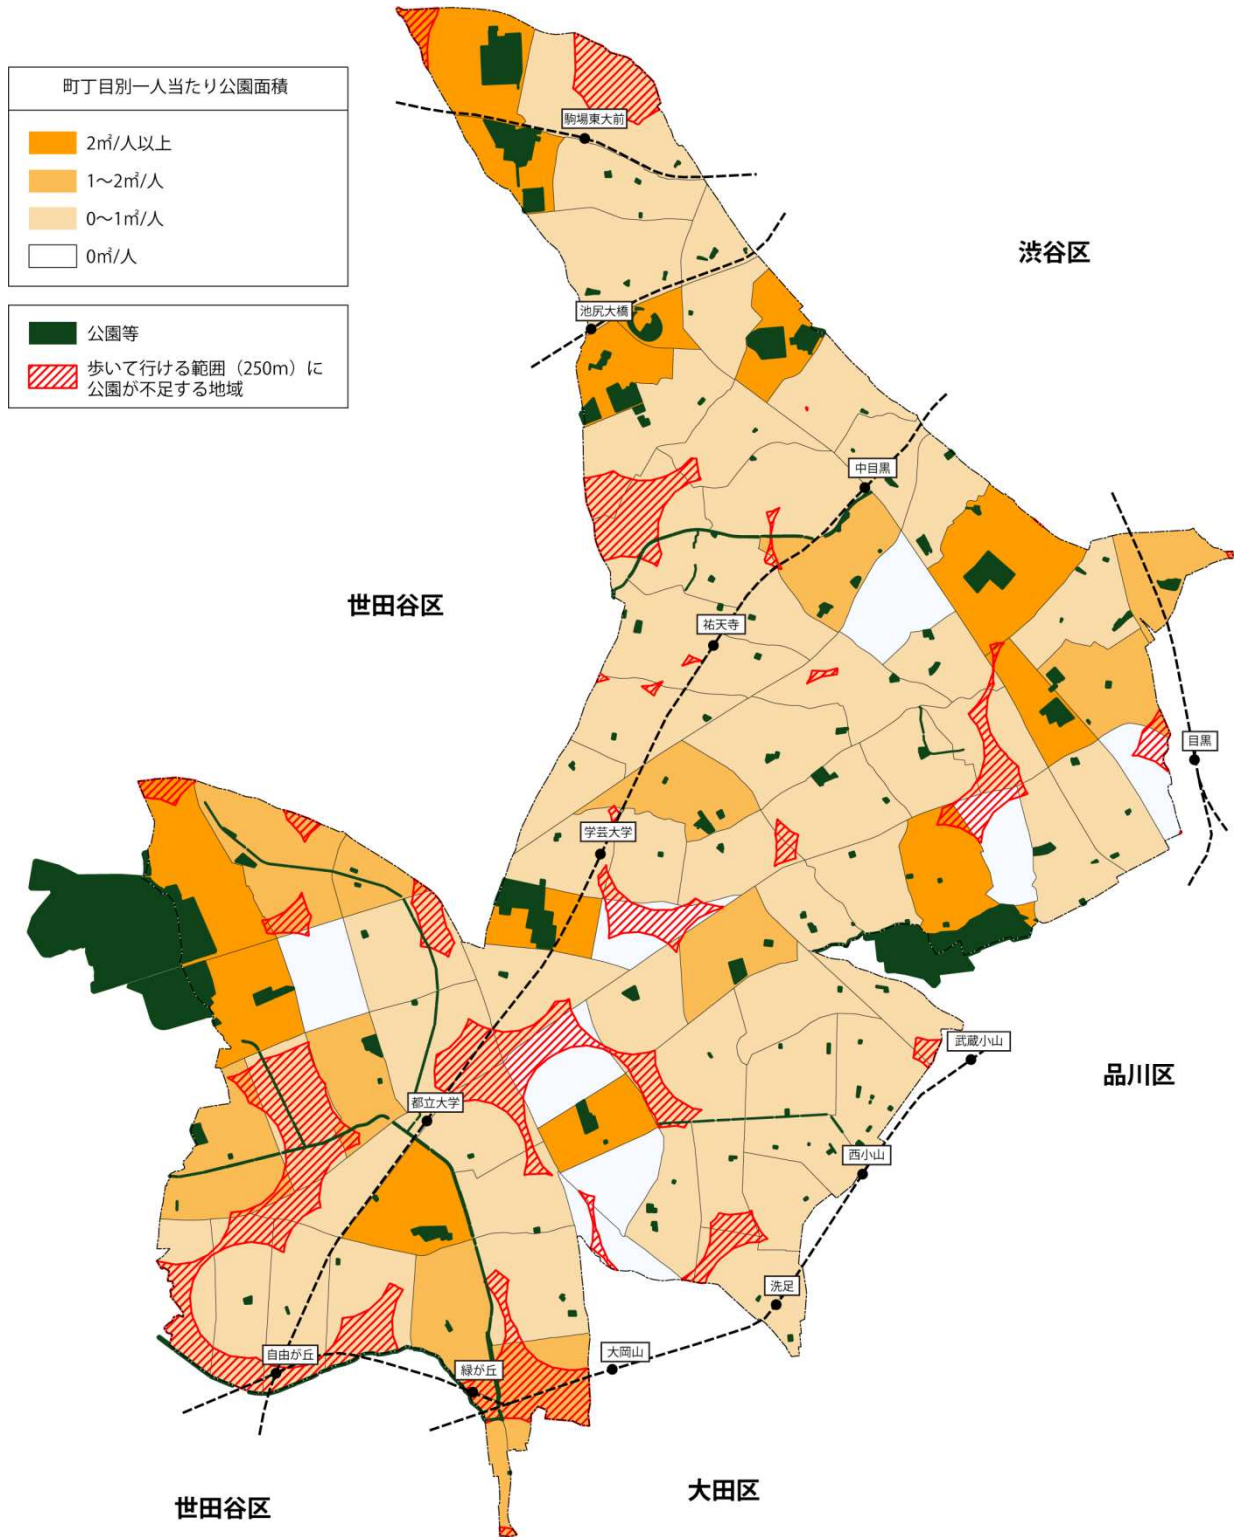 町丁目別一人当たり公園面積
2㎡/人以上
1～2㎡/人
0～1㎡/人
0㎡/人
公園等
歩いて行ける範囲（250m）に
公園が不足する地域
駒場東大前
渋谷区
池尻大橋
中目黒
世田谷区
祐天寺
目黒
学芸大学
武蔵小山
品川区
都立大学
西小山
洗足
自由が丘
大岡山
緑が丘
大田区
世田谷区